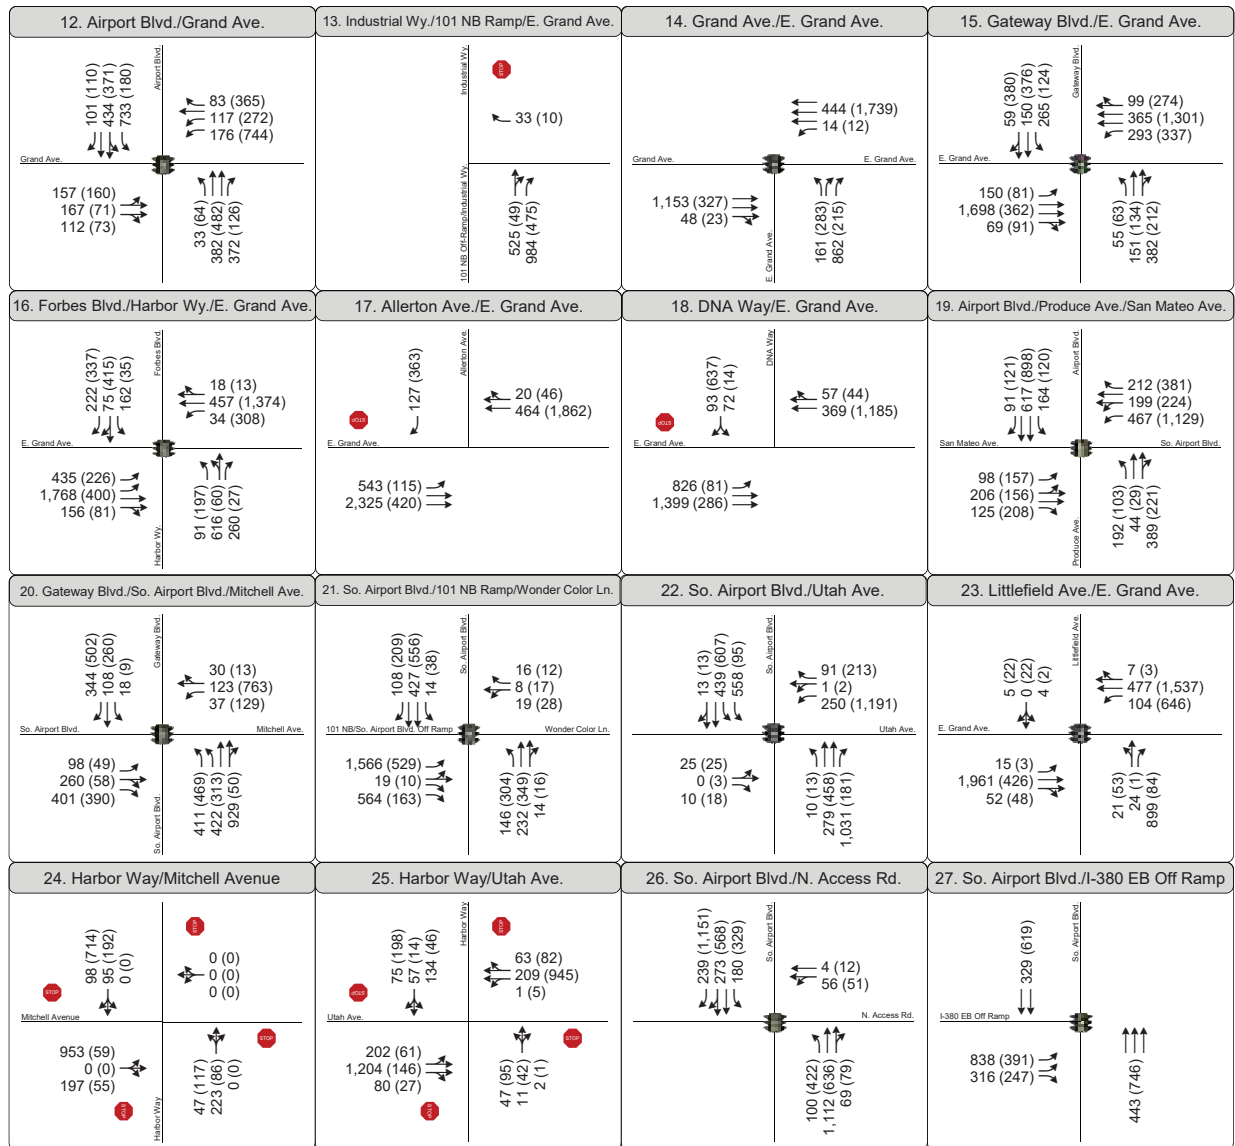 12. Airport Blvd./Grand Ave.
101 (110)
434 (371)
733 (180)
Airport Blvd.
83 (365)
117 (272)
176 (744)
Grand Ave.
157 (160)
167 (71)
112 (73)
33 (64)
382 (482)
372 (126)
13. Industrial Wy./101 NB Ramp/E. Grand Ave.
Industrial Wy.
STOP
33 (10)
101 NB Off-Ramp/Industrial Wy.
525 (49)
984 (475)
14. Grand Ave./E. Grand Ave.
444 (1,739)
14 (12)
Grand Ave.
E. Grand Ave.
1,153 (327)
48 (23)
E. Grand Ave.
161 (283)
862 (215)
15. Gateway Blvd./E. Grand Ave.
59 (380)
150 (376)
265 (124)
Gateway Blvd.
99 (274)
365 (1,301)
293 (337)
E. Grand Ave.
150 (81)
1,698 (362)
69 (91)
55 (63)
151 (134)
382 (212)
16. Forbes Blvd./Harbor Wy./E. Grand Ave.
222 (337)
75 (415)
162 (35)
Forbes Blvd.
18 (13)
457 (1,374)
34 (308)
E. Grand Ave.
435 (226)
1,768 (400)
156 (81)
Harbor Wy.
91 (197)
616 (60)
260 (27)
17. Allerton Ave./E. Grand Ave.
127 (363)
Allerton Ave.
20 (46)
464 (1,862)
STOP
E. Grand Ave.
543 (115)
2,325 (420)
18. DNA Way/E. Grand Ave.
93 (637)
72 (14)
DNA Way
57 (44)
369 (1,185)
STOP
E. Grand Ave.
826 (81)
1,399 (286)
19. Airport Blvd./Produce Ave./San Mateo Ave.
91 (121)
617 (898)
164 (120)
Airport Blvd.
212 (381)
199 (224)
467 (1,129)
San Mateo Ave.
So. Airport Blvd.
98 (157)
206 (156)
125 (208)
Produce Ave.
192 (103)
44 (29)
389 (221)
20. Gateway Blvd./So. Airport Blvd./Mitchell Ave.
344 (502)
108 (260)
18 (9)
Gateway Blvd.
30 (13)
123 (763)
37 (129)
So. Airport Blvd.
Mitchell Ave.
98 (49)
260 (58)
401 (390)
So. Airport Blvd.
411 (469)
422 (313)
929 (50)
21. So. Airport Blvd./101 NB Ramp/Wonder Color Ln.
108 (209)
427 (556)
14 (38)
So. Airport Blvd.
16 (12)
8 (17)
19 (28)
101 NB/So. Airport Blvd. Off Ramp
Wonder Color Ln.
1,566 (529)
19 (10)
564 (163)
146 (304)
232 (349)
14 (16)
22. So. Airport Blvd./Utah Ave.
13 (13)
439 (607)
558 (95)
So. Airport Blvd.
91 (213)
1 (2)
250 (1,191)
Utah Ave.
25 (25)
0 (3)
10 (18)
10 (13)
279 (458)
1,031 (181)
23. Littlefield Ave./E. Grand Ave.
5 (22)
0 (22)
4 (2)
Littlefield Ave.
7 (3)
477 (1,537)
104 (646)
E. Grand Ave.
15 (3)
1,961 (426)
52 (48)
21 (53)
24 (1)
899 (84)
24. Harbor Way/Mitchell Avenue
98 (714)
95 (192)
0 (0)
STOP
0 (0)
0 (0)
0 (0)
STOP
Mitchell Avenue
STOP
953 (59)
0 (0)
197 (55)
STOP
Harbor Way
47 (117)
223 (86)
0 (0)
25. Harbor Way/Utah Ave.
75 (198)
57 (14)
134 (46)
Harbor Way
STOP
63 (82)
209 (945)
1 (5)
STOP
Utah Ave.
STOP
202 (61)
1,204 (146)
80 (27)
STOP
47 (95)
11 (42)
2 (1)
26. So. Airport Blvd./N. Access Rd.
239 (1,151)
273 (568)
180 (329)
So. Airport Blvd.
4 (12)
56 (51)
N. Access Rd.
100 (422)
1,112 (636)
69 (79)
27. So. Airport Blvd./I-380 EB Off Ramp
329 (619)
So. Airport Blvd.
I-380 EB Off Ramp
838 (391)
316 (247)
443 (746)